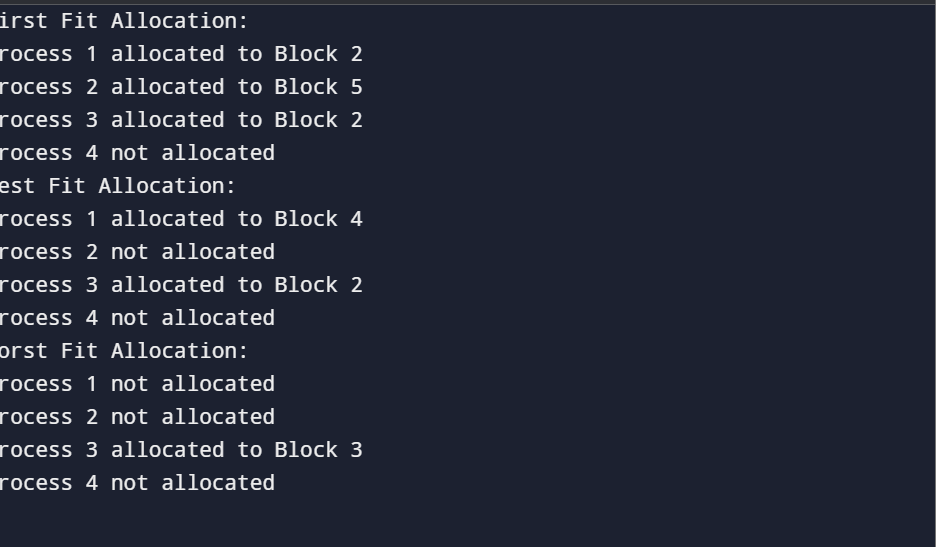 irst Fit Allocation:
rocess 1 allocated to Block 2
rocess 2 allocated to Block 5
rocess 3 allocated to Block 2
rocess 4 not allocated
est Fit Allocation:
rocess 1 allocated to Block 4
rocess 2 not allocated
rocess 3 allocated to Block 2
rocess 4 not allocated
orst Fit Allocation:
rocess 1 not allocated
rocess 2 not allocated
rocess 3 allocated to Block 3
rocess 4 not allocated